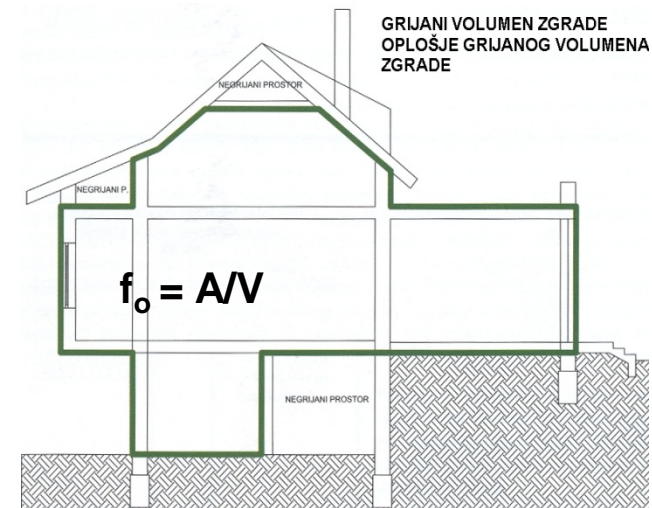 GRIJANI VOLUMEN ZGRADE
OPLOŠJE GRIJANOG VOLUMENA
ZGRADE
NEGRIJANI PROSTOR
NEGRIJANI P.
fo = A/V
NEGRIJANI PROSTOR